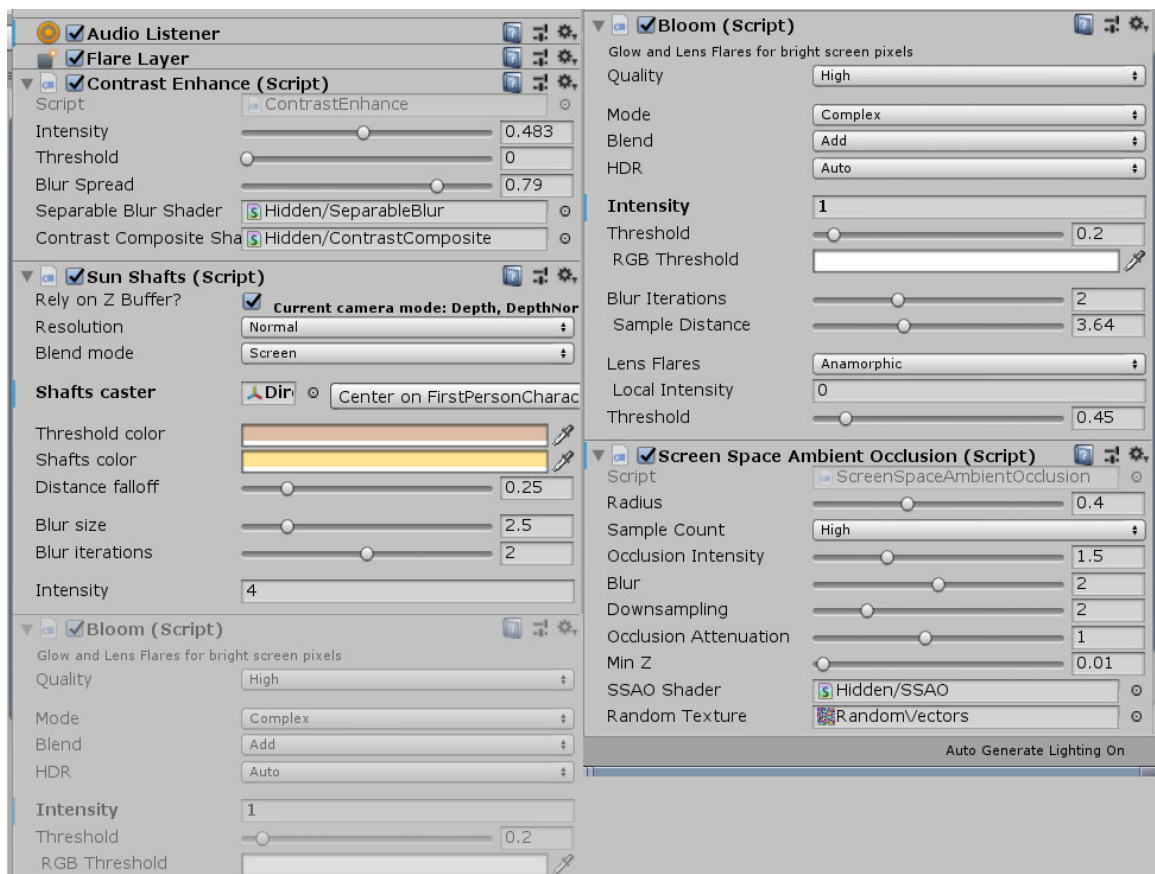 Audio Listener
Flare Layer
Contrast Enhance (Script)
Script ContrastEnhance
Intensity 0.483
Threshold 0
Blur Spread 0.79
Separable Blur Shader Hidden/SeparableBlur
Contrast Composite Sha Hidden/ContrastComposite
Sun Shafts (Script)
Rely on Z Buffer? Current camera mode: Depth, DepthNor
Resolution Normal
Blend mode Screen
Shafts caster Dir Center on FirstPersonCharac
Threshold color
Shafts color
Distance falloff 0.25
Blur size 2.5
Blur iterations 2
Intensity 4
Bloom (Script)
Glow and Lens Flares for bright screen pixels
Quality High
Mode Complex
Blend Add
HDR Auto
Intensity 1
Threshold 0.2
RGB Threshold
Bloom (Script)
Glow and Lens Flares for bright screen pixels
Quality High
Mode Complex
Blend Add
HDR Auto
Intensity 1
Threshold 0.2
RGB Threshold
Blur Iterations 2
Sample Distance 3.64
Lens Flares Anamorphic
Local Intensity 0
Threshold 0.45
Screen Space Ambient Occlusion (Script)
Script ScreenSpaceAmbientOcclusion
Radius 0.4
Sample Count High
Occlusion Intensity 1.5
Blur 2
Downsampling 2
Occlusion Attenuation 1
Min Z 0.01
SSAO Shader Hidden/SSAO
Random Texture RandomVectors
Auto Generate Lighting On